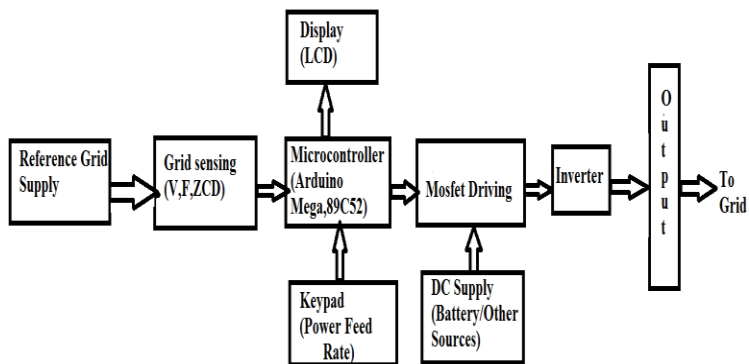 Display
(LCD)
Reference Grid
Supply
Grid sensing
(V,F,ZCD)
Microcontroller
(Arduino
Mega,89C52)
Mosfet Driving
Inverter
Output
To
Grid
Keypad
(Power Feed
Rate)
DC Supply
(Battery/Other
Sources)